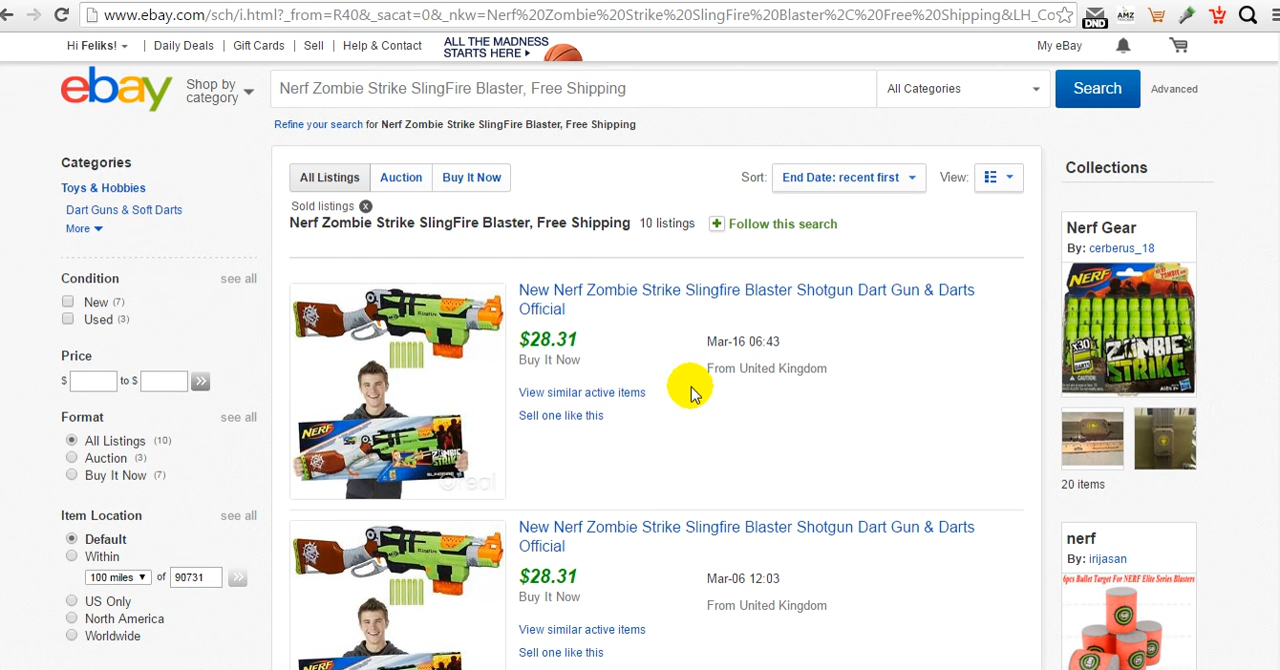 www.ebay.com/sch/i.html?_from=R40&_sacat=0&_nkw=Nerf%20Zombie%20Strike%20SlingFire%20Blaster%2C%20Free%20Shipping&LH_Co
DND
AMZ
Hi Feliks!
Daily Deals
Gift Cards
Sell
Help & Contact
ALL THE MADNESS
STARTS HERE
My eBay
ebay
Shop by
category
Nerf Zombie Strike SlingFire Blaster, Free Shipping
All Categories
Search
Advanced
Refine your search for Nerf Zombie Strike SlingFire Blaster, Free Shipping
Categories
Toys & Hobbies
Dart Guns & Soft Darts
More
Condition
see all
New (7)
Used (3)
Price
$ to $
Format
see all
All Listings (10)
Auction (3)
Buy It Now (7)
Item Location
see all
Default
Within
100 miles of 90731
US Only
North America
Worldwide
All Listings
Auction
Buy It Now
Sort:
End Date: recent first
View:
Sold listings
Nerf Zombie Strike SlingFire Blaster, Free Shipping 10 listings
Follow this search
New Nerf Zombie Strike Slingfire Blaster Shotgun Dart Gun & Darts
Official
$28.31
Buy It Now
Mar-16 06:43
From United Kingdom
View similar active items
Sell one like this
NERF
ZOMBIE
STRIKE
New Nerf Zombie Strike Slingfire Blaster Shotgun Dart Gun & Darts
Official
$28.31
Buy It Now
Mar-06 12:03
From United Kingdom
View similar active items
Sell one like this
NERF
Collections
Nerf Gear
By: cerberus_18
NERF
x30
ZOMBIE
STRIKE
20 items
nerf
By: irijasan
6pcs Bullet Target For NERF Elite Series Blasters